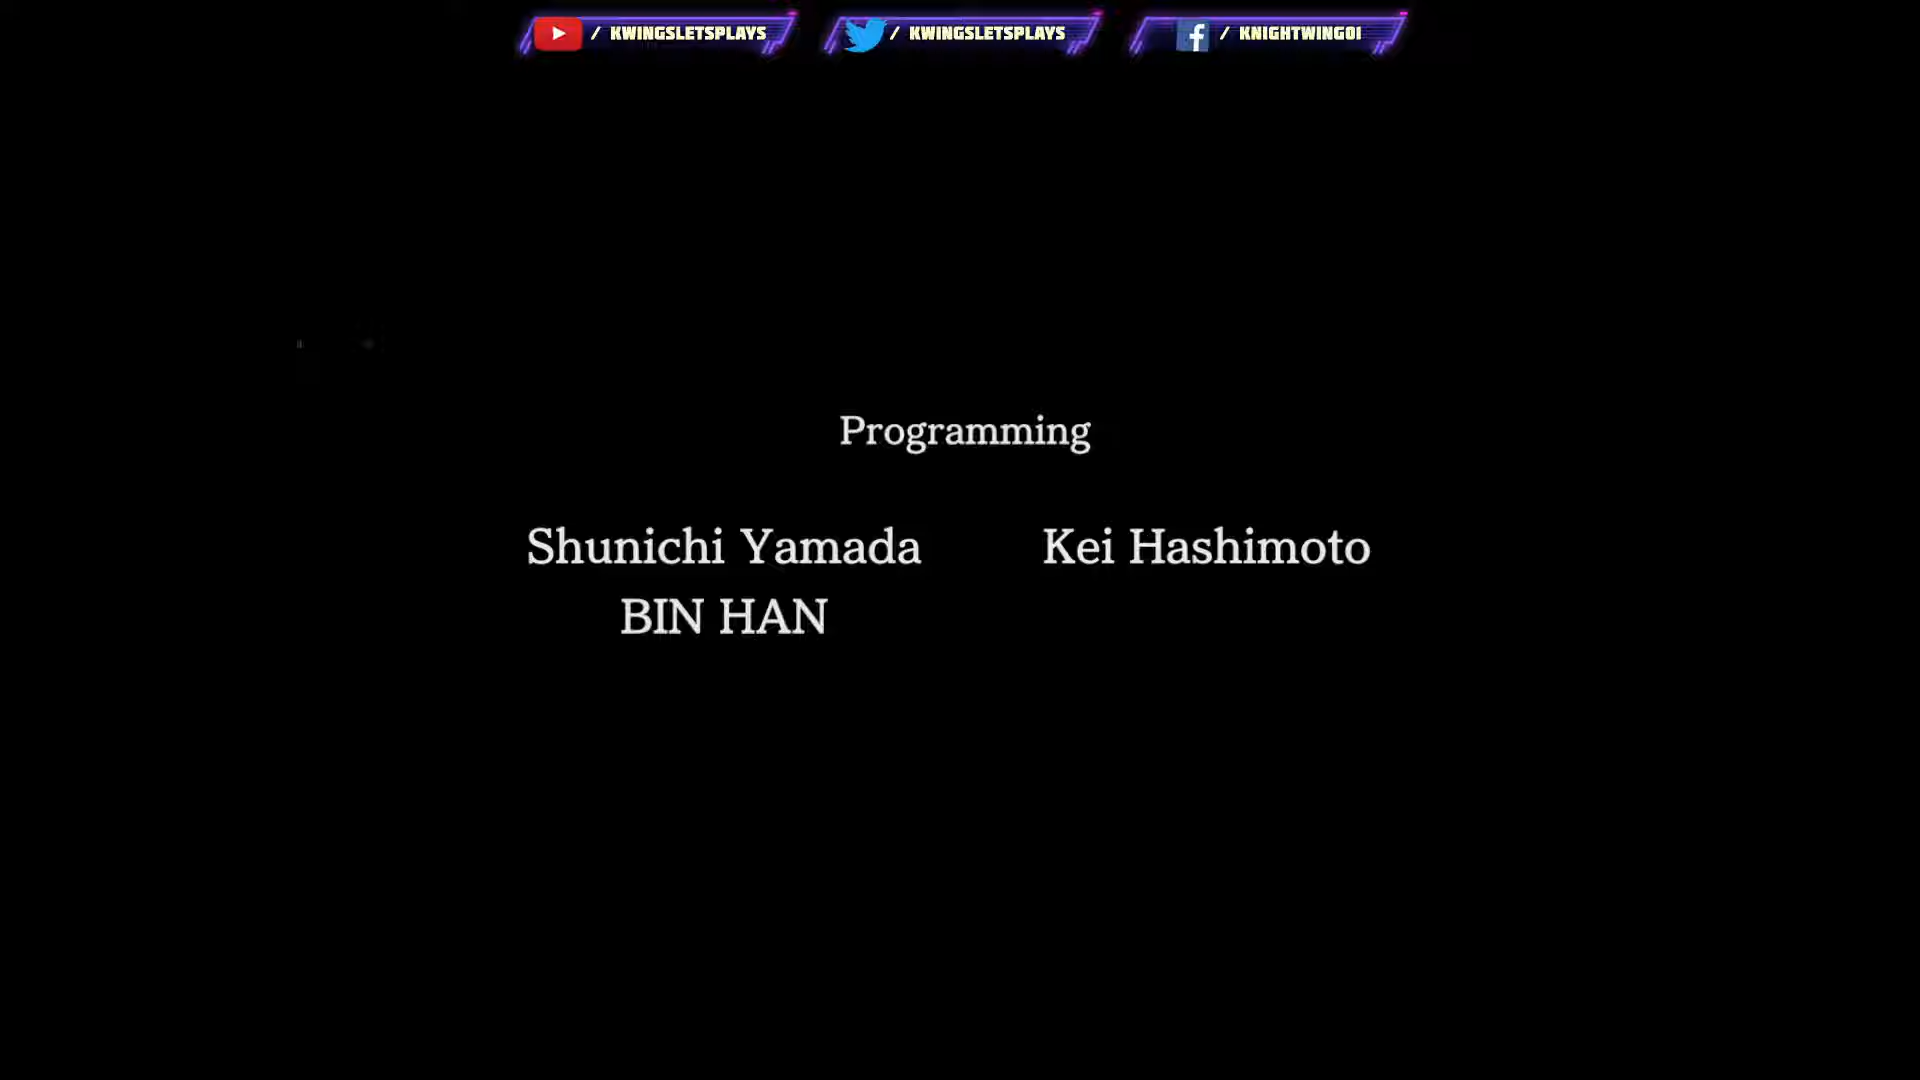 / KWINGSLETSPLAYS / KWINGSLETSPLAYS / KNIGHTWING01
Programming
Shunichi Yamada Kei Hashimoto
BIN HAN